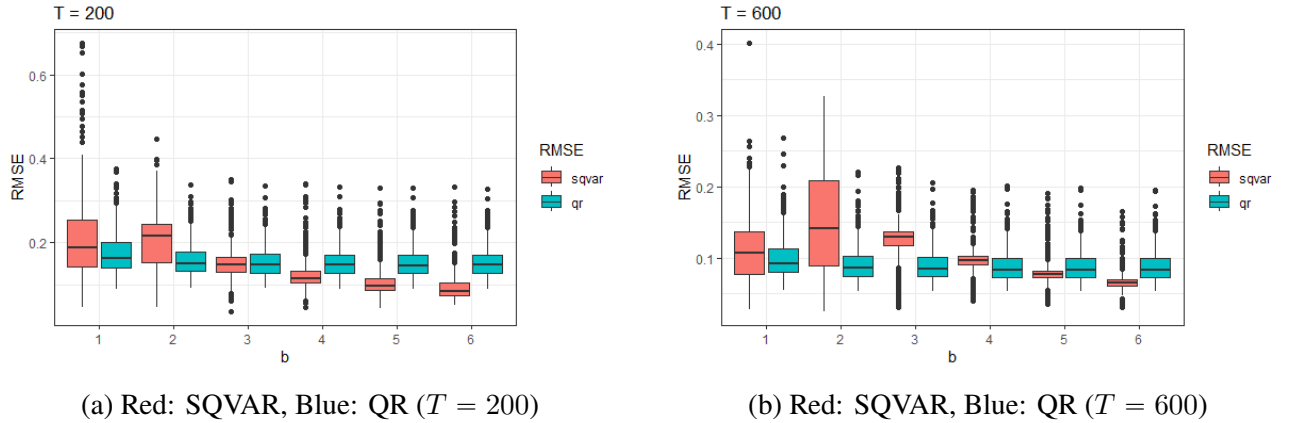 T = 200
RMSE
0.6
0.4
0.2
1 2 3 4 5 6
b
RMSE
sqvar
qr
(a) Red: SQVAR, Blue: QR (T = 200)
T = 600
RMSE
0.4
0.3
0.2
0.1
1 2 3 4 5 6
b
RMSE
sqvar
qr
(b) Red: SQVAR, Blue: QR (T = 600)